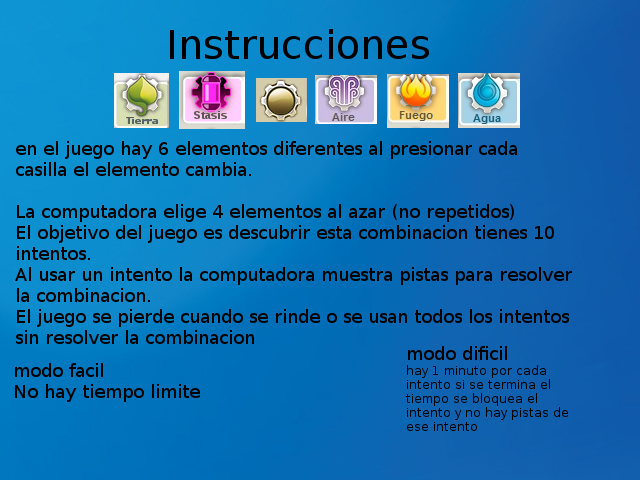 Instrucciones
Tierra
Stasis
Aire
Fuego
Agua
en el juego hay 6 elementos diferentes al presionar cada
casilla el elemento cambia.
La computadora elige 4 elementos al azar (no repetidos)
El objetivo del juego es descubrir esta combinacion tienes 10
intentos.
Al usar un intento la computadora muestra pistas para resolver
la combinacion.
El juego se pierde cuando se rinde o se usan todos los intentos
sin resolver la combinacion
modo facil
No hay tiempo limite
modo dificil
hay 1 minuto por cada
intento si se termina el
tiempo se bloquea el
intento y no hay pistas de
ese intento